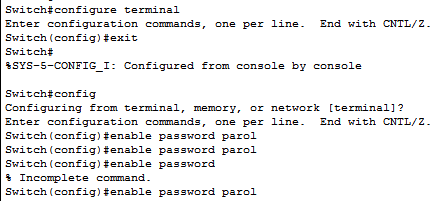 Switch#configure terminal
Enter configuration commands, one per line.  End with CNTL/Z.
Switch(config)#exit
Switch#
%SYS-5-CONFIG_I: Configured from console by console
Switch#config
Configuring from terminal, memory, or network [terminal]?
Enter configuration commands, one per line.  End with CNTL/Z.
Switch(config)#enable password parol
Switch(config)#enable password parol
Switch(config)#enable password
% Incomplete command.
Switch(config)#enable password parol